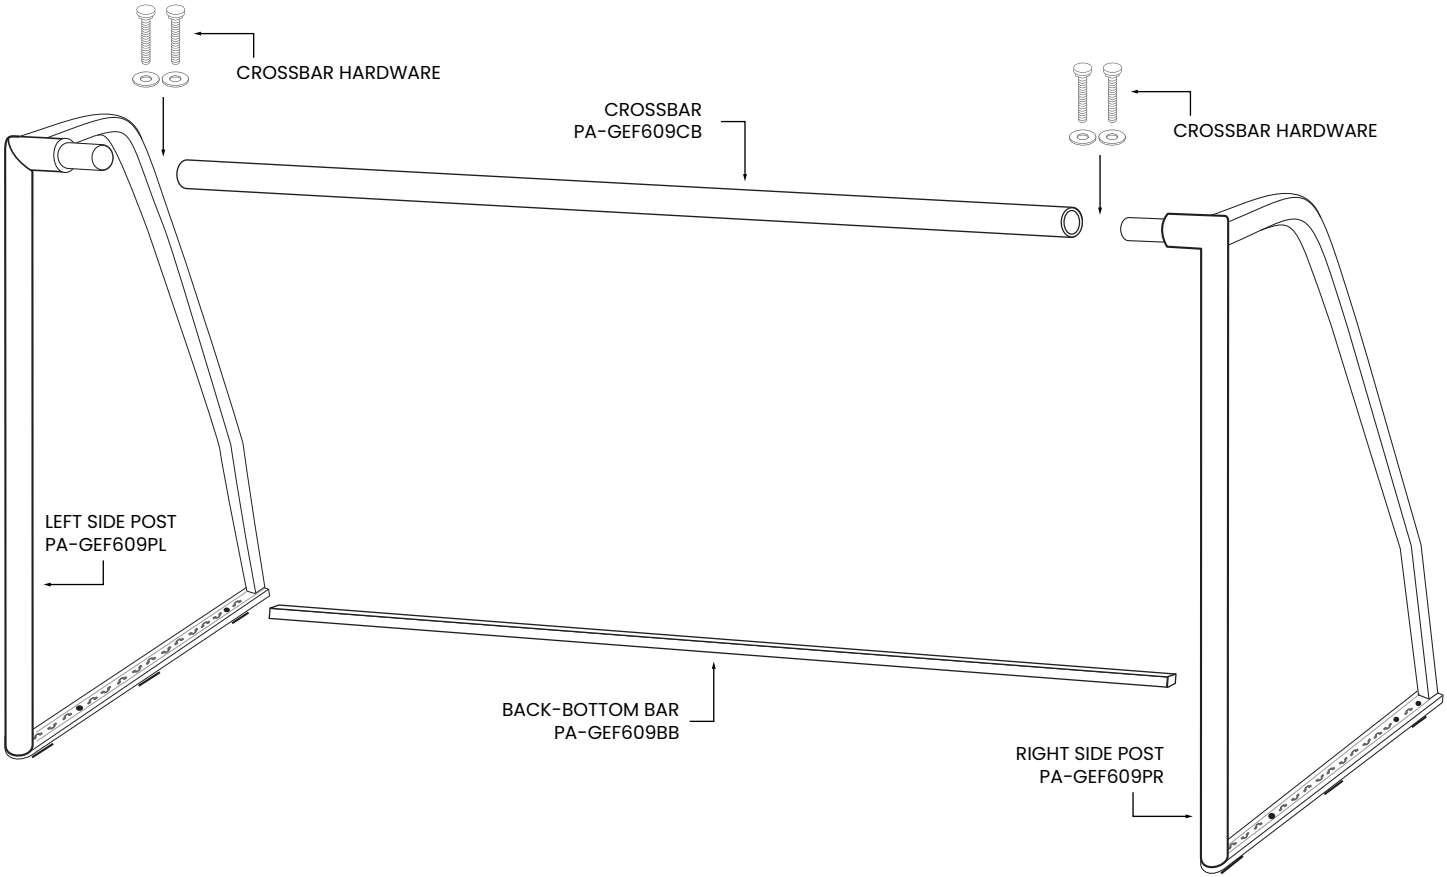 CROSSBAR HARDWARE
CROSSBAR
PA-GEF609CB
CROSSBAR HARDWARE
LEFT SIDE POST
PA-GEF609PL
BACK-BOTTOM BAR
PA-GEF609BB
RIGHT SIDE POST
PA-GEF609PR